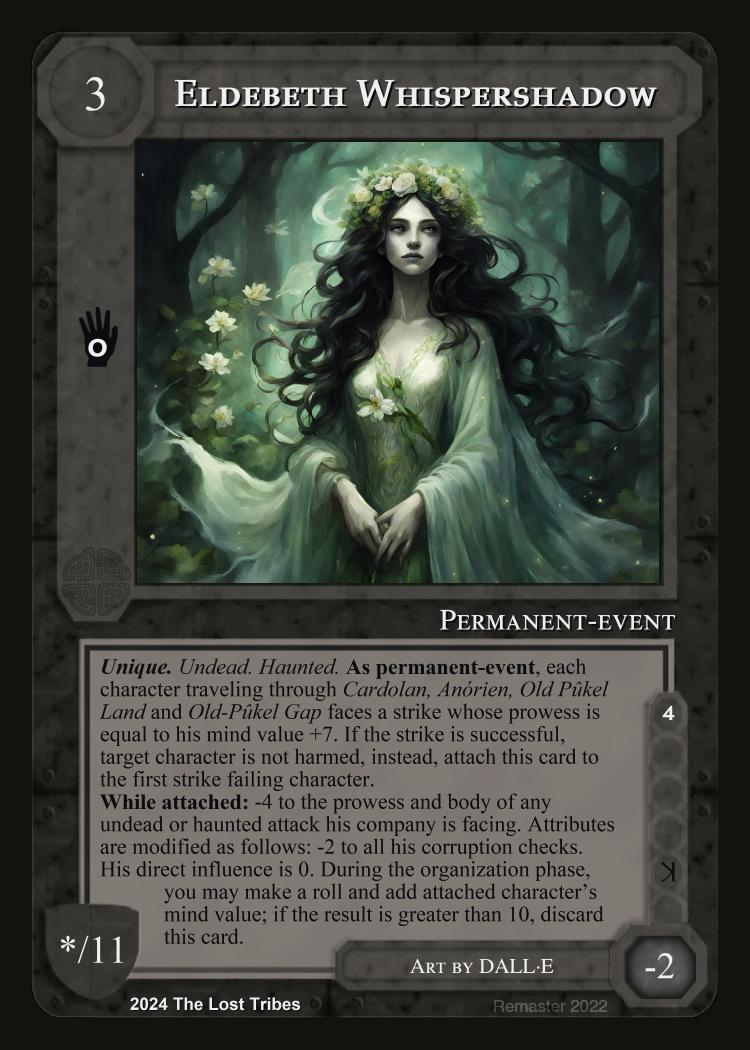 3
Eldebeth Whispershadow
O
Permanent-event
Unique. Undead. Haunted. As permanent-event, each
character traveling through Cardolan, Anórien, Old Pûkel
Land and Old-Pûkel Gap faces a strike whose prowess is
equal to his mind value +7. If the strike is successful,
target character is not harmed, instead, attach this card to
the first strike failing character.
While attached: -4 to the prowess and body of any
undead or haunted attack his company is facing. Attributes
are modified as follows: -2 to all his corruption checks.
His direct influence is 0. During the organization phase,
you may make a roll and add attached character's
mind value; if the result is greater than 10, discard
this card.
4
*/11
Art by DALL·E
-2
2024 The Lost Tribes
Remaster 2022